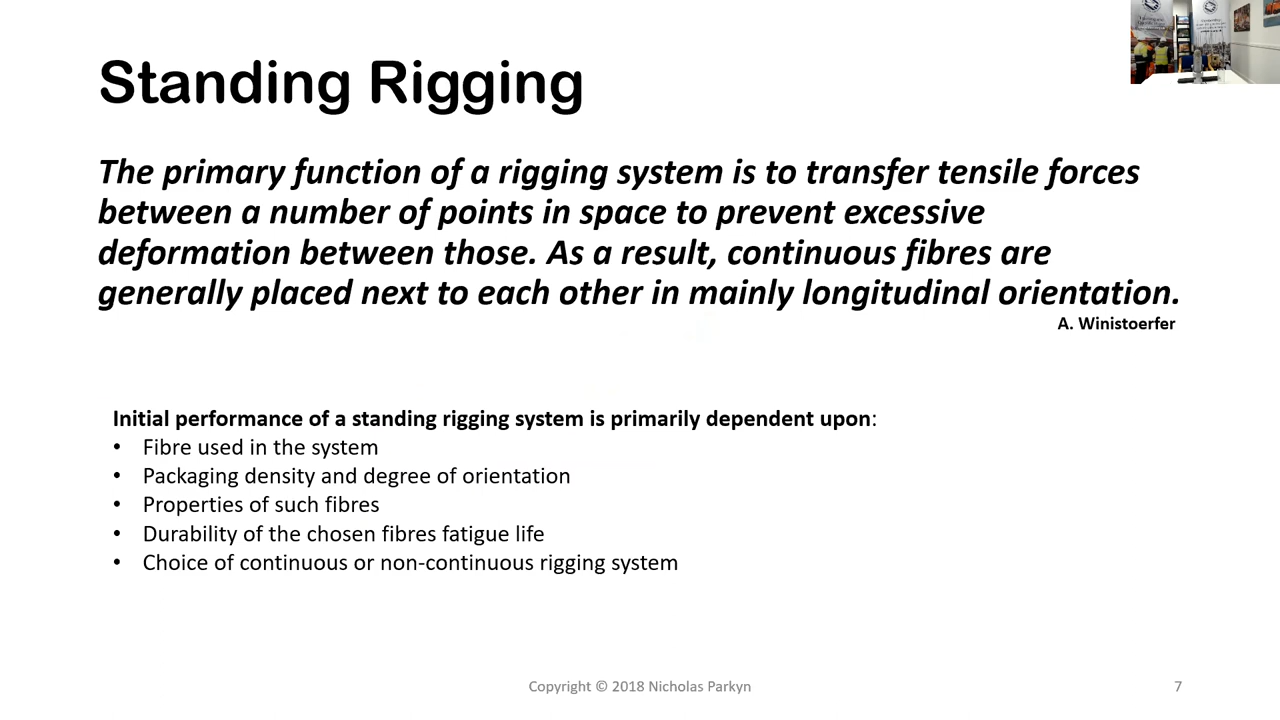 Standing Rigging
The primary function of a rigging system is to transfer tensile forces
between a number of points in space to prevent excessive
deformation between those. As a result, continuous fibres are
generally placed next to each other in mainly longitudinal orientation.
A. Winistoerfer
Initial performance of a standing rigging system is primarily dependent upon:
• Fibre used in the system
• Packaging density and degree of orientation
• Properties of such fibres
• Durability of the chosen fibres fatigue life
• Choice of continuous or non-continuous rigging system
Copyright © 2018 Nicholas Parkyn
7